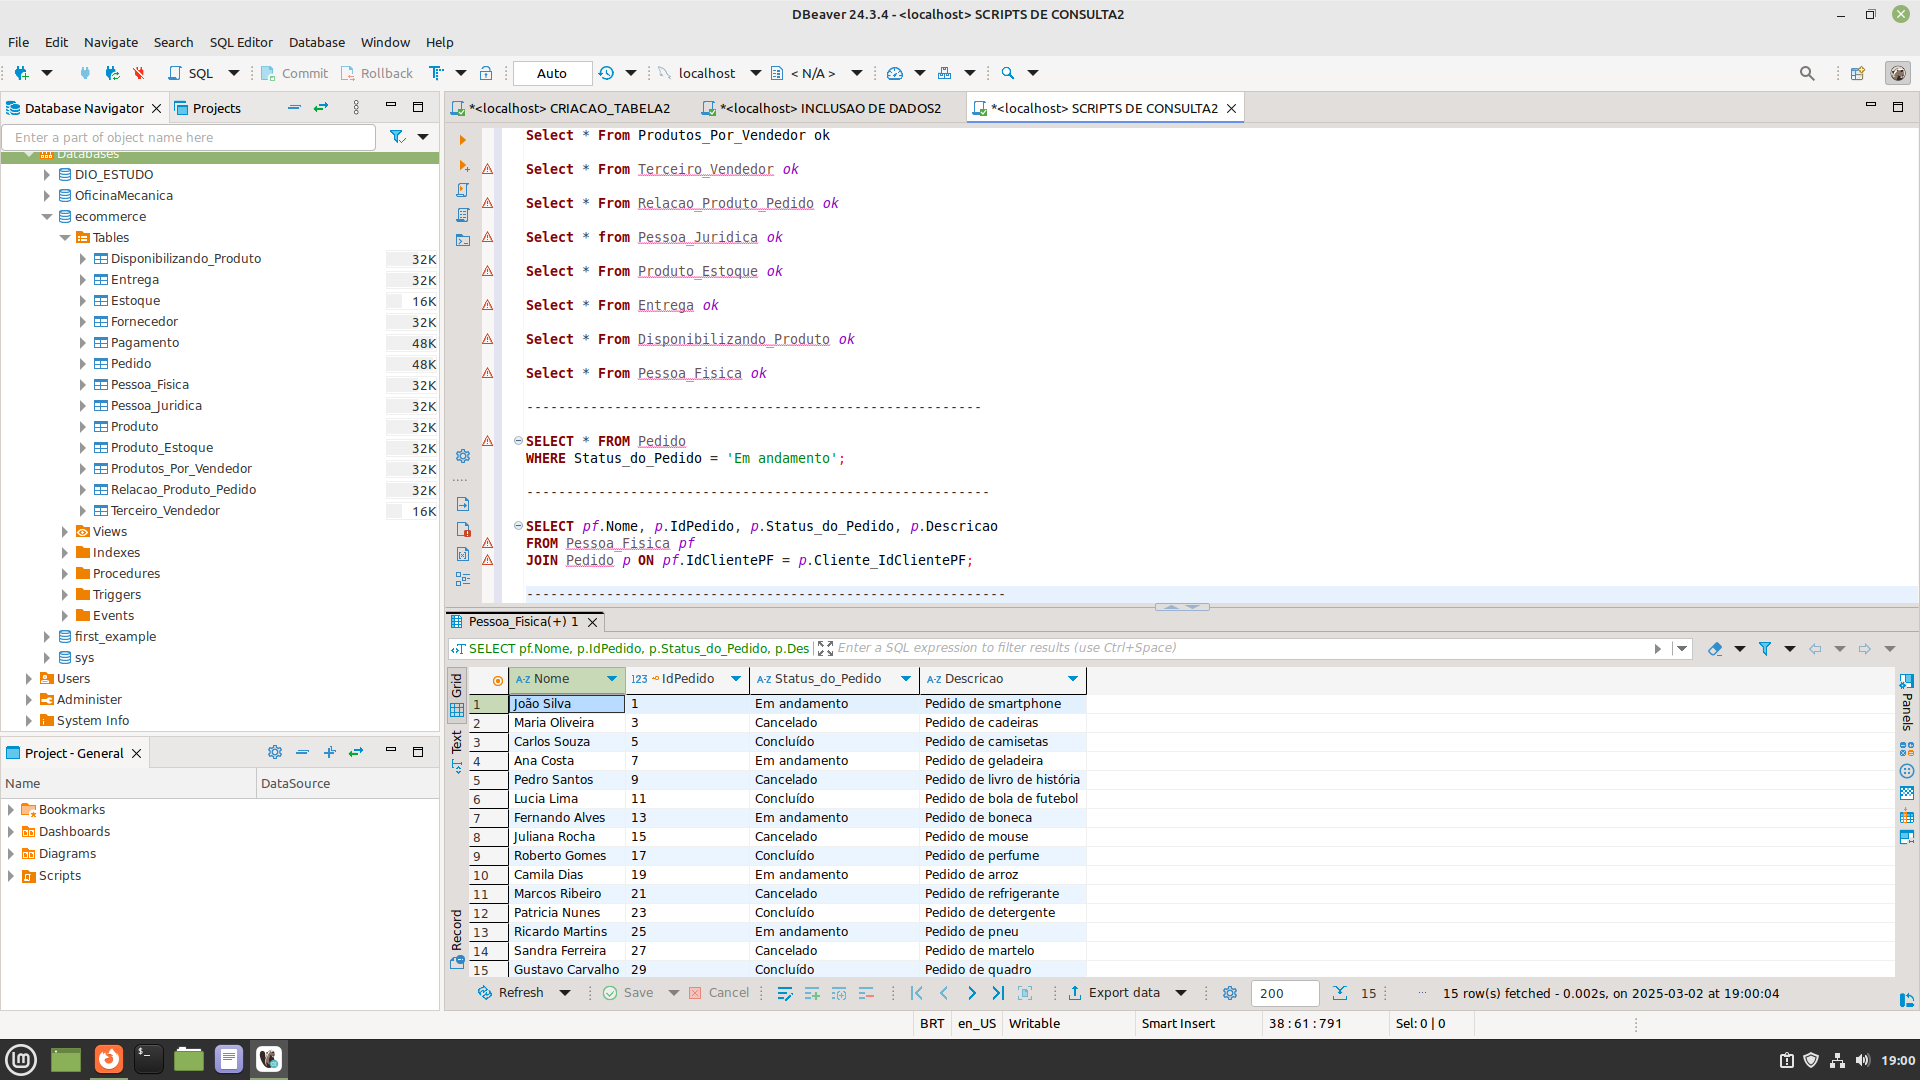 DBeaver 24.3.4 - <localhost> SCRIPTS DE CONSULTA2
File Edit Navigate Search SQL Editor Database Window Help
SQL Commit Rollback Auto localhost < N/A >
Database Navigator Projects
Enter a part of object name here
Databases
DIO_ESTUDO
OficinaMecanica
ecommerce
Tables
Disponibilizando_Produto 32K
Entrega 32K
Estoque 16K
Fornecedor 32K
Pagamento 48K
Pedido 48K
Pessoa_Fisica 32K
Pessoa_Juridica 32K
Produto 32K
Produto_Estoque 32K
Produtos_Por_Vendedor 32K
Relacao_Produto_Pedido 32K
Terceiro_Vendedor 16K
Views
Indexes
Procedures
Triggers
Events
first_example
sys
Users
Administer
System Info
Project - General
Name DataSource
Bookmarks
Dashboards
Diagrams
Scripts
*<localhost> CRIACAO_TABELA2 *<localhost> INCLUSAO DE DADOS2 *<localhost> SCRIPTS DE CONSULTA2
Select * From Produtos_Por_Vendedor ok
Select * From Terceiro_Vendedor ok
Select * From Relacao_Produto_Pedido ok
Select * from Pessoa_Juridica ok
Select * From Produto_Estoque ok
Select * From Entrega ok
Select * From Disponibilizando_Produto ok
Select * From Pessoa_Fisica ok
---------------------------------------------------------
SELECT * FROM Pedido
WHERE Status_do_Pedido = 'Em andamento';
----------------------------------------------------------
SELECT pf.Nome, p.IdPedido, p.Status_do_Pedido, p.Descricao
FROM Pessoa_Fisica pf
JOIN Pedido p ON pf.IdClientePF = p.Cliente_IdClientePF;
------------------------------------------------------------
Pessoa_Fisica(+) 1
SELECT pf.Nome, p.IdPedido, p.Status_do_Pedido, p.Des Enter a SQL expression to filter results (use Ctrl+Space)
Grid
Text
Record
A-Z Nome 123 IdPedido A-Z Status_do_Pedido A-Z Descricao
1 João Silva 1 Em andamento Pedido de smartphone
2 Maria Oliveira 3 Cancelado Pedido de cadeiras
3 Carlos Souza 5 Concluído Pedido de camisetas
4 Ana Costa 7 Em andamento Pedido de geladeira
5 Pedro Santos 9 Cancelado Pedido de livro de história
6 Lucia Lima 11 Concluído Pedido de bola de futebol
7 Fernando Alves 13 Em andamento Pedido de boneca
8 Juliana Rocha 15 Cancelado Pedido de mouse
9 Roberto Gomes 17 Concluído Pedido de perfume
10 Camila Dias 19 Em andamento Pedido de arroz
11 Marcos Ribeiro 21 Cancelado Pedido de refrigerante
12 Patricia Nunes 23 Concluído Pedido de detergente
13 Ricardo Martins 25 Em andamento Pedido de pneu
14 Sandra Ferreira 27 Cancelado Pedido de martelo
15 Gustavo Carvalho 29 Concluído Pedido de quadro
Panels
Refresh Save Cancel Export data 200 15 15 row(s) fetched - 0.002s, on 2025-03-02 at 19:00:04
BRT en_US Writable Smart Insert 38 : 61 : 791 Sel: 0 | 0
19:00